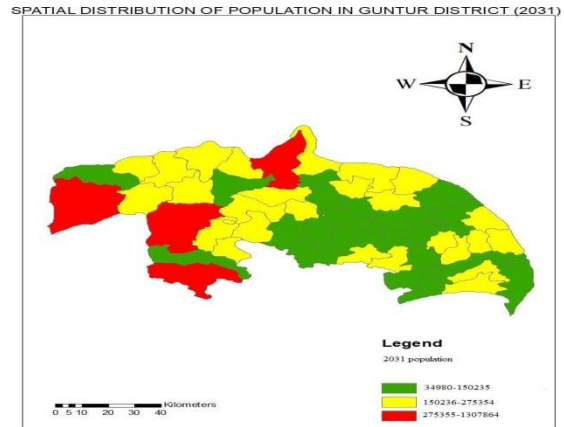 SPATIAL DISTRIBUTION OF POPULATION IN GUNTUR DISTRICT (2031)
N
W E
S
Legend
2031 population
34980-150235
150236-275354
275355-1307864
0 5 10 20 30 40 Kilometers